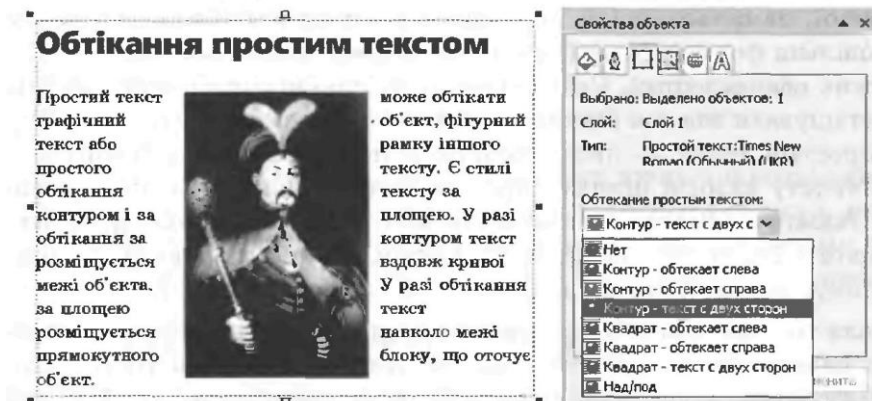 Обтікання простим текстом
Простий текст може обтікати
графічний об'єкт, фігурний
текст або рамку іншого
простого тексту. Є стилі
обтікання тексту за
контуром і за площею. У разі
обтікання за контуром текст
розміщується вздовж кривої
межі об'єкта. У разі обтікання
за площею текст
розміщується навколо межі
прямокутного блоку, що оточує
об'єкт.
Свойства объекта
Выбрано: Выделено объектов: 1
Слой: Слой 1
Тип: Простой текст:Times New
Roman (Обычный) (UKR)
Обтекание простым текстом:
Контур - текст с двух с
Нет
Контур - обтекает слева
Контур - обтекает справа
Контур - текст с двух сторон
Квадрат - обтекает слева
Квадрат - обтекает справа
Квадрат - текст с двух сторон
Над/под